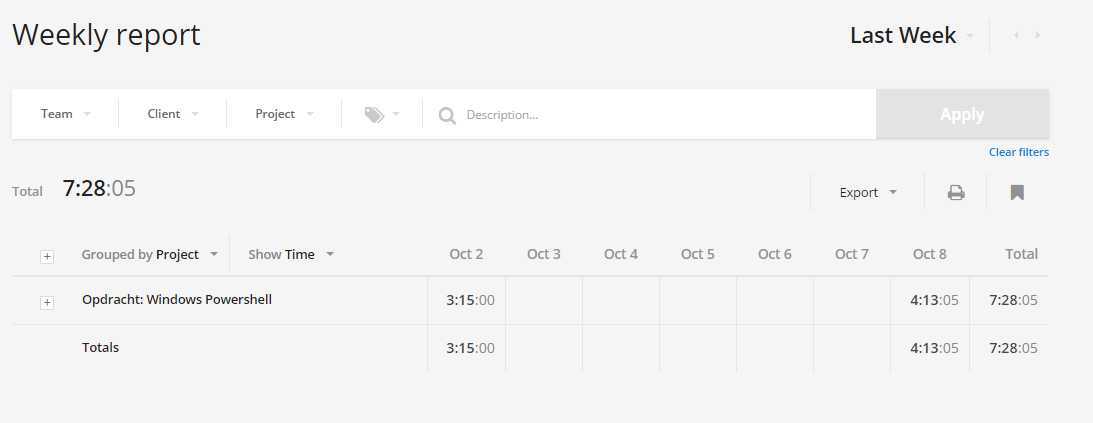 Weekly report
Last Week
Team
Client
Project
Description...
Apply
Clear filters
Total 7:28:05
Export
Grouped by Project Show Time Oct 2 Oct 3 Oct 4 Oct 5 Oct 6 Oct 7 Oct 8 Total
Opdracht: Windows Powershell 3:15:00 4:13:05 7:28:05
Totals 3:15:00 4:13:05 7:28:05